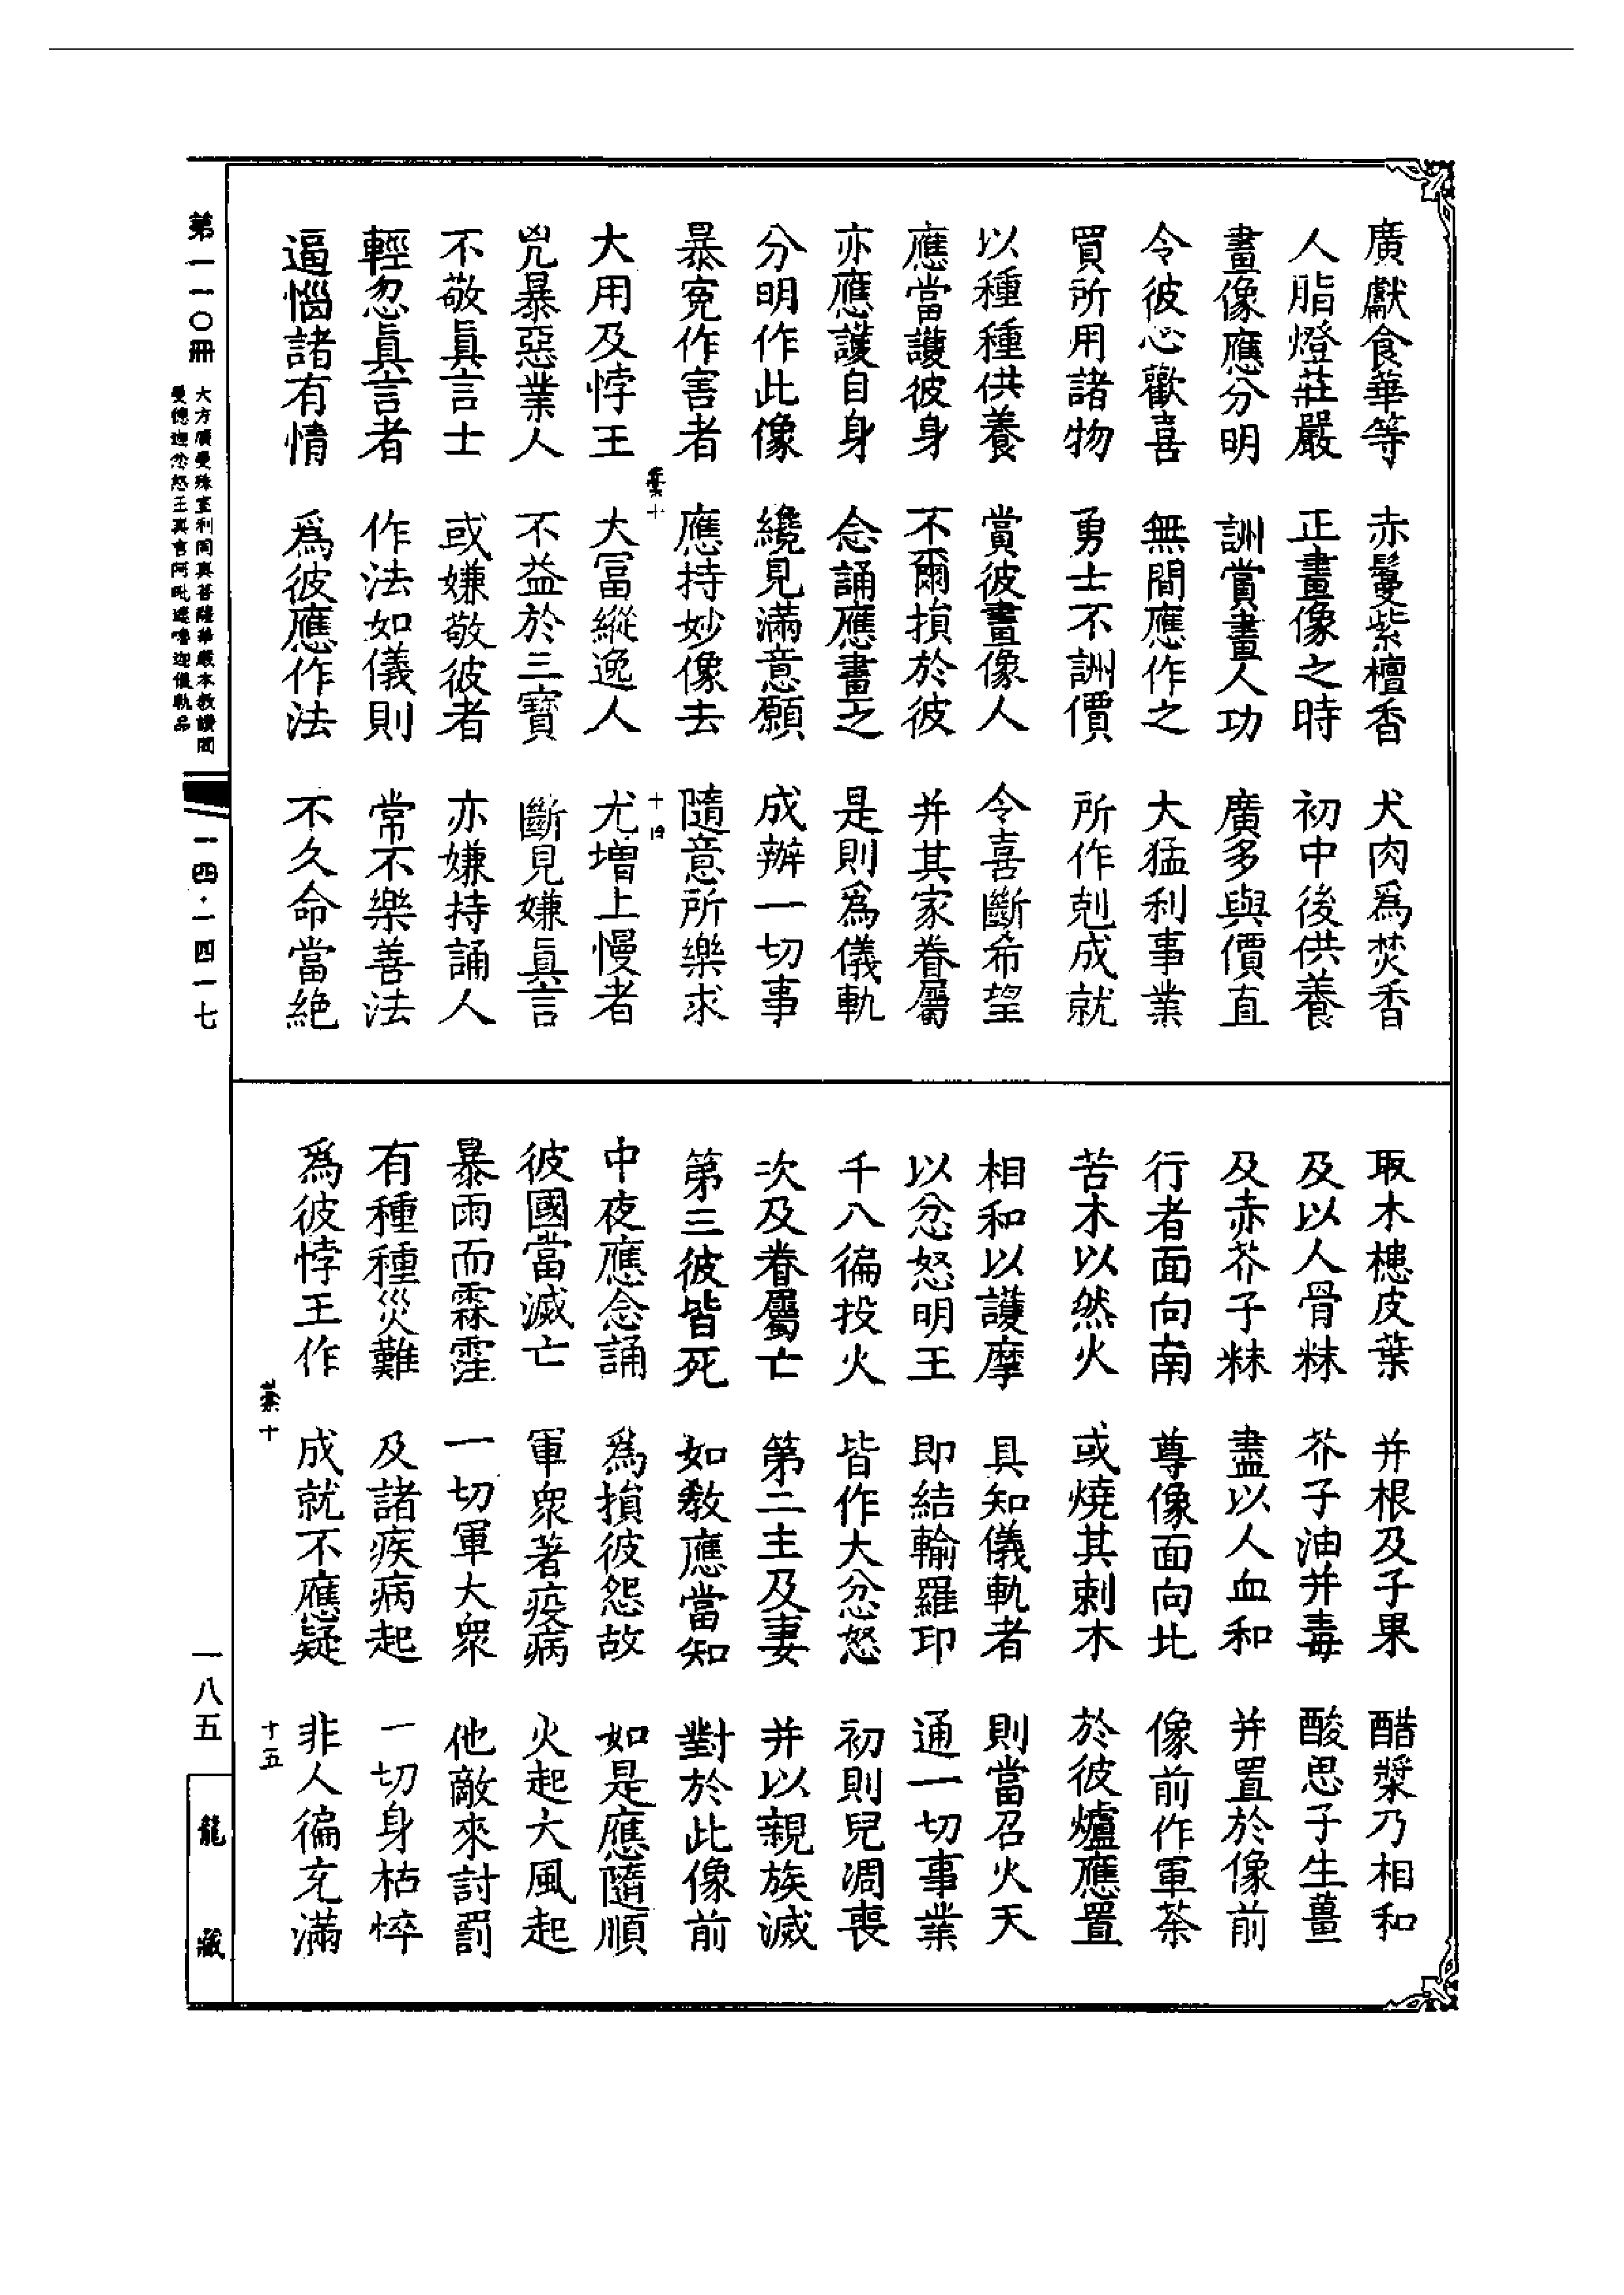 廣獻食華等　赤鬘紫檀香　犬肉爲焚香
人脂燈莊嚴　正畫像之時　初中後供養
畫像應分明　詶賞畫人功　廣多與價直
令彼心歡喜　無間應作之　大猛利事業
買所用諸物　勇士不詶價　所作剋成就
以種種供養　賞彼畫像人　令喜斷希望
應當護彼身　不爾損於彼　并其家眷屬
亦應護自身　念誦應畫之　是則爲儀軌
分明作此像　纔見滿意願　成辦一切事
暴冤作害者　應持妙像去　隨意所樂求
業十　十四
大用及悖王　大冨縱逸人　尤增上慢者
兇暴惡業人　不益於三寶　斷見嫌眞言
不敬眞言士　或嫌敬彼者　亦嫌持誦人
輕忽眞言者　作法如儀則　常不樂善法
逼惱諸有情　爲彼應作法　不久命當絕
取木槵皮葉　并根及子果　醋漿乃相和
及以人骨粖　芥子油并毒　酸思子生薑
及赤芥子粖　盡以人血和　并置於像前
行者面向南　尊像面向北　像前作軍荼
苦木以然火　或燒其刺木　於彼爐應置
相和以護摩　具知儀軌者　則當召火天
以忿怒明王　即結輸羅印　通一切事業
千八徧投火　皆作大忿怒　初則兒凋喪
次及眷屬亡　第二主及妻　并以親族滅
第三彼皆死　如教應當知　對於此像前
中夜應念誦　爲損彼怨故　如是應隨順
彼國當滅亡　軍衆著疫病　火起大風起
暴雨而霖霔　一切軍大衆　他敵來討罰
有種種災難　及諸疾病起　一切身枯悴
爲彼悖王作　成就不應疑　非人徧充滿
業十　十五
第一一〇冊
大方廣曼殊室利閻曼菩薩華嚴本教讚閻
曼德迦忿怒王眞言阿毗遮嚕迦儀軌品
一四·一四一七
一八五
龍藏